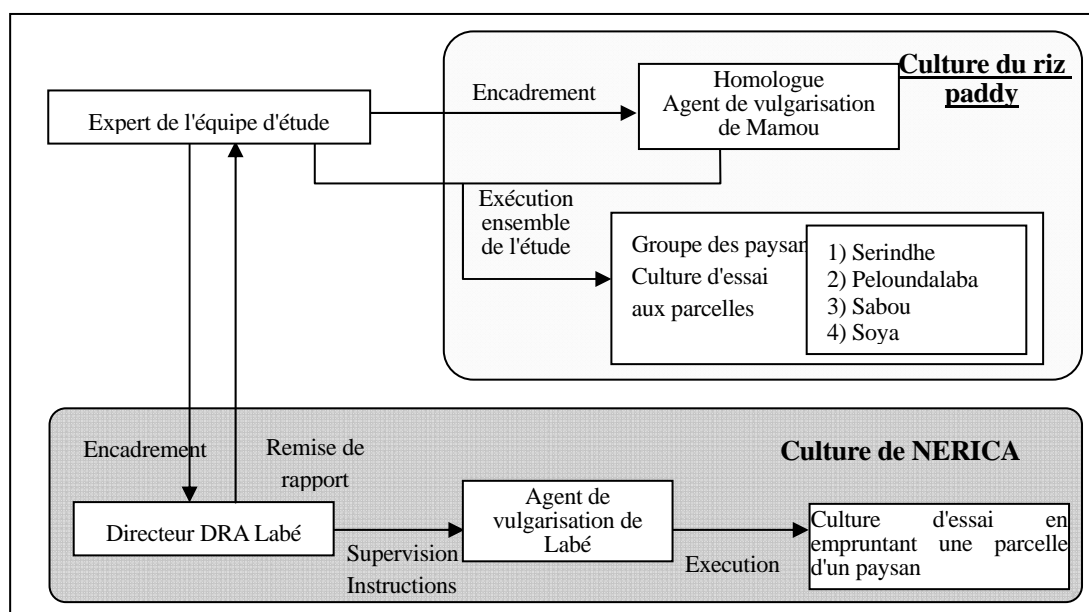 Culture du riz
paddy
Encadrement
Homologue
Agent de vulgarisation
de Mamou
Expert de l'équipe d'étude
Exécution
ensemble
de l'étude
Groupe des paysan
Culture d'essai
aux parcelles
1) Serindhe
2) Peloundalaba
3) Sabou
4) Soya
Encadrement
Remise de
rapport
Culture de NERICA
Directeur DRA Labé
Supervision
Instructions
Agent de
vulgarisation de
Labé
Execution
Culture d'essai en
empruntant une parcelle
d'un paysan